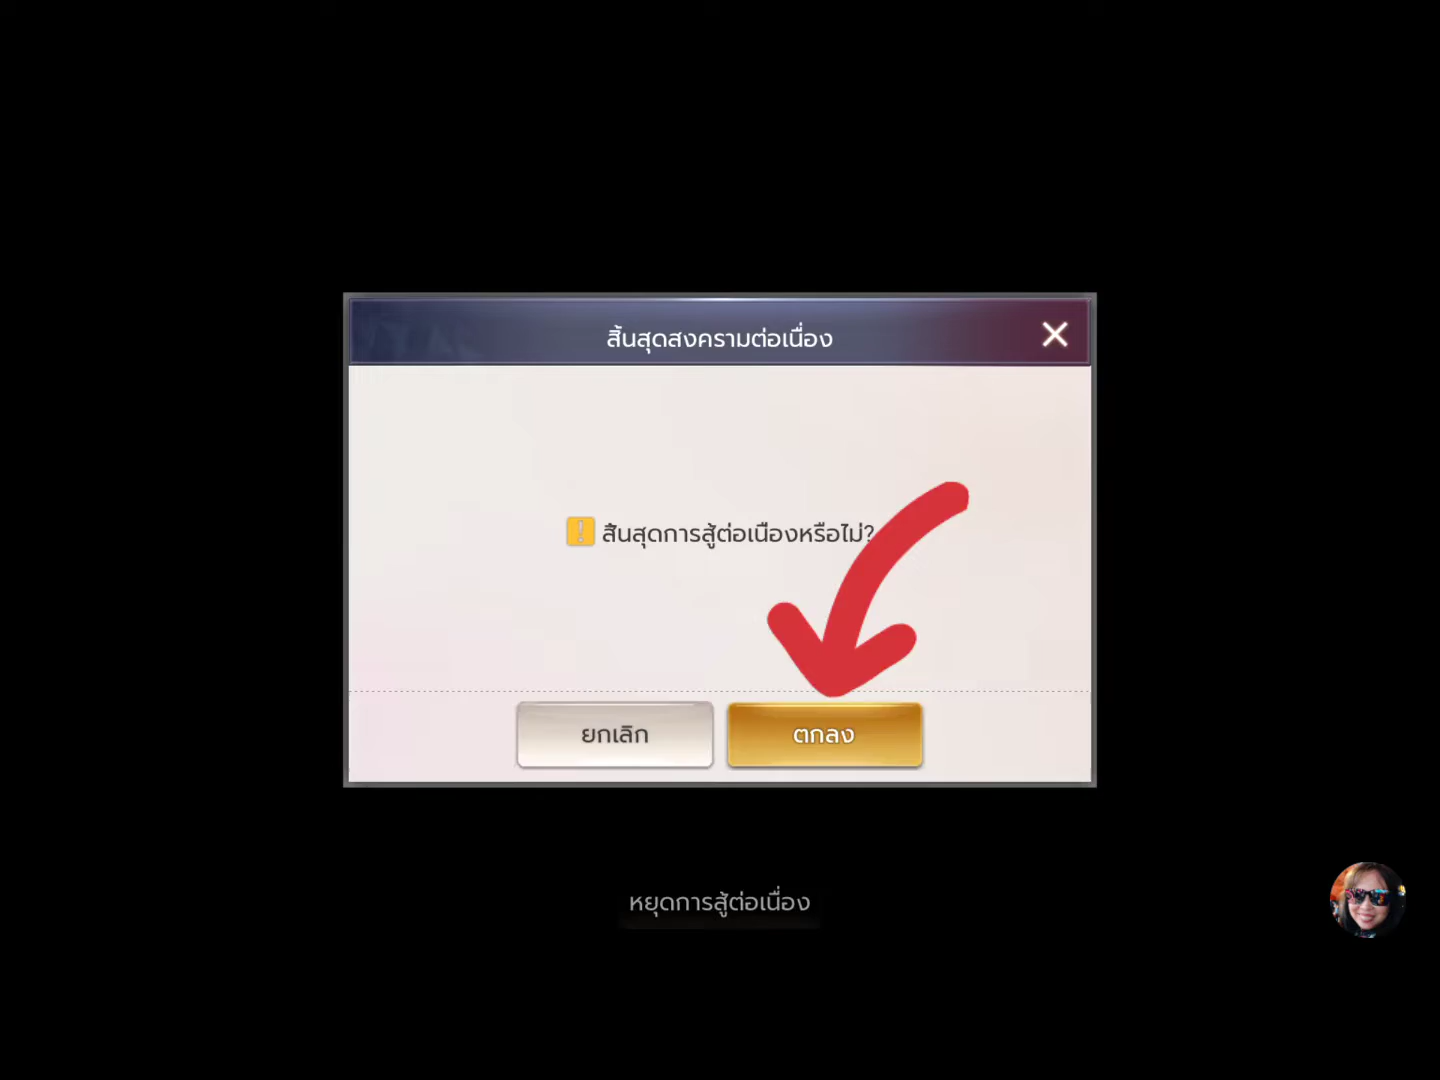 สิ้นสุดสงครามต่อเนื่อง
สิ้นสุดการสู้ต่อเนื่องหรือไม่?
ยกเลิก
ตกลง
หยุดการสู้ต่อเนื่อง